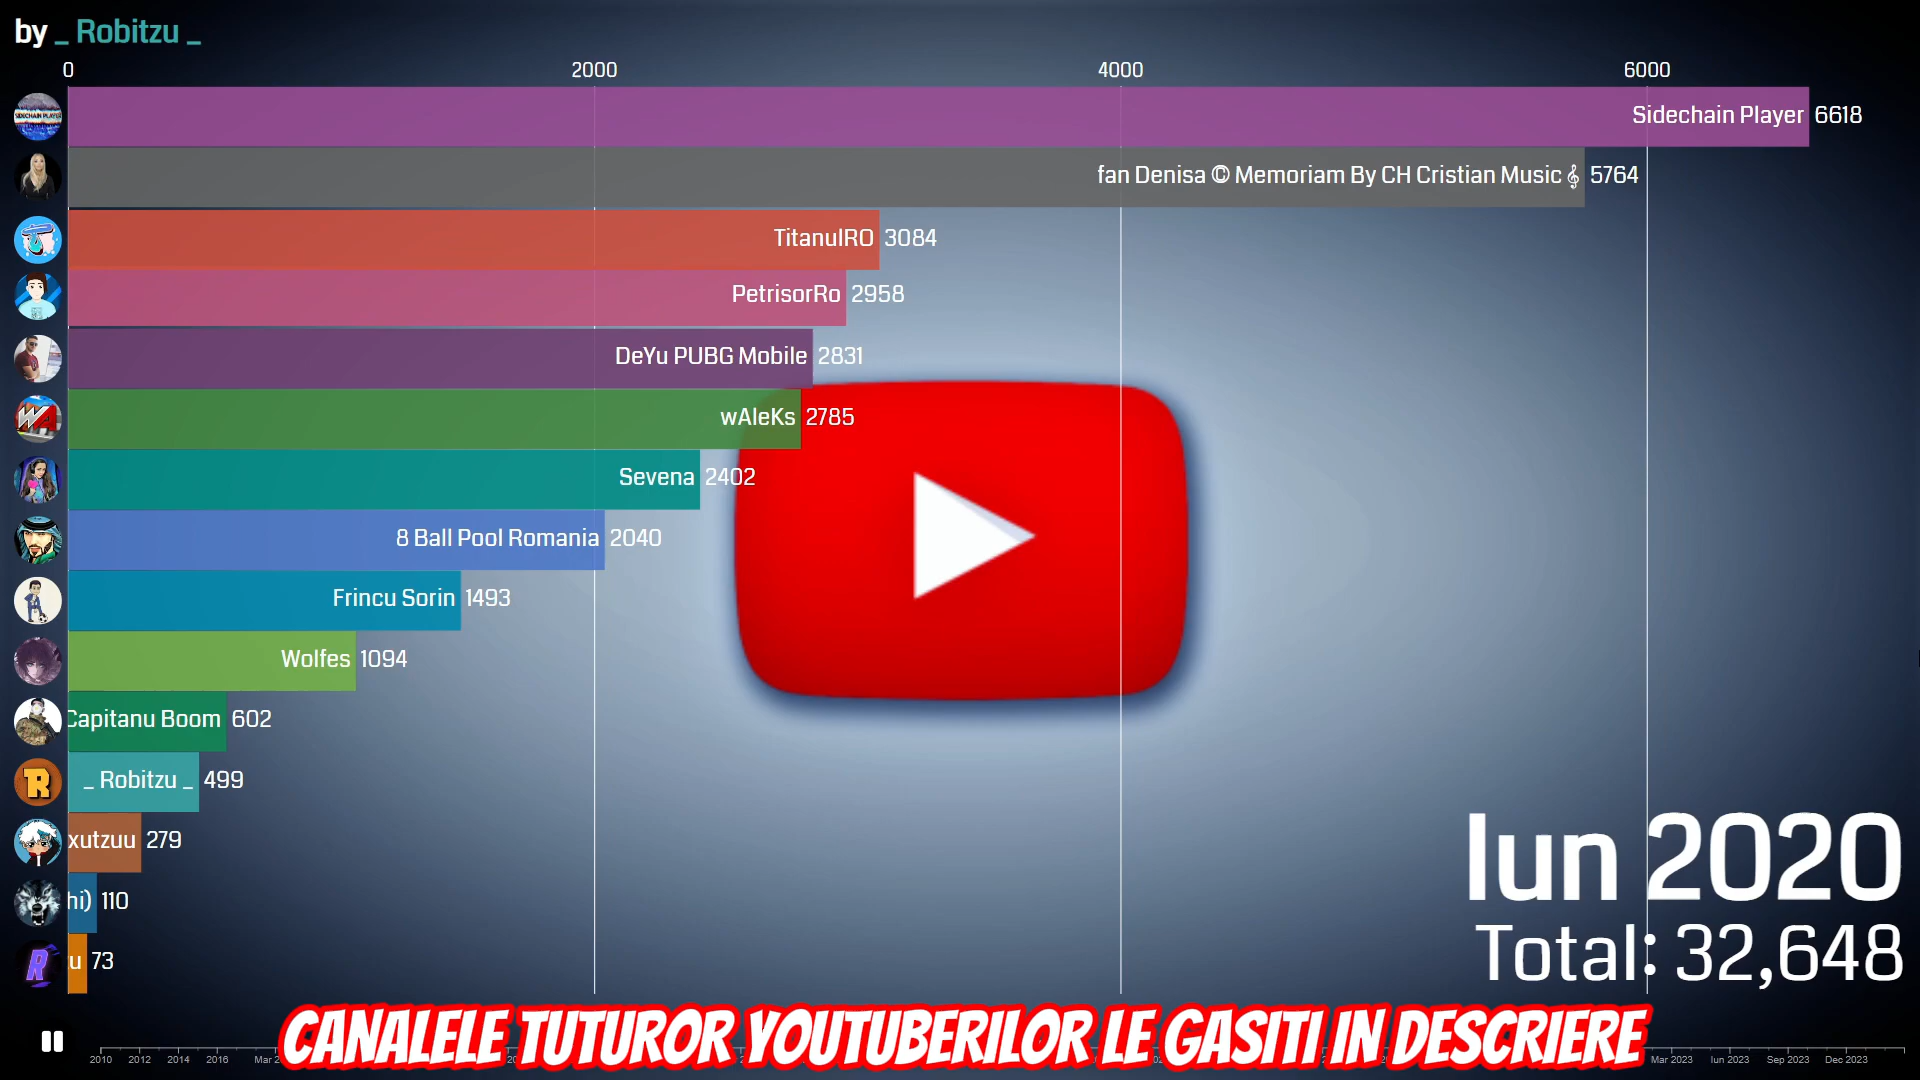 by _ Robitzu _
0 2000 4000 6000
Sidechain Player 6618
fan Denisa © Memoriam By CH Cristian Music 𝄞 5764
TitanulRO 3084
PetrisorRo 2958
DeYu PUBG Mobile 2831
wAleKs 2785
Sevena 2402
8 Ball Pool Romania 2040
Frincu Sorin 1493
Wolfes 1094
Capitanu Boom 602
_ Robitzu _ 499
xutzuu 279
hi) 110
u 73
Iun 2020
Total: 32,648
CANALELE TUTUROR YOUTUBERILOR LE GASITI IN DESCRIERE
2010 2012 2014 2016 Mar 2 Mar 2023 Iun 2023 Sep 2023 Dec 2023